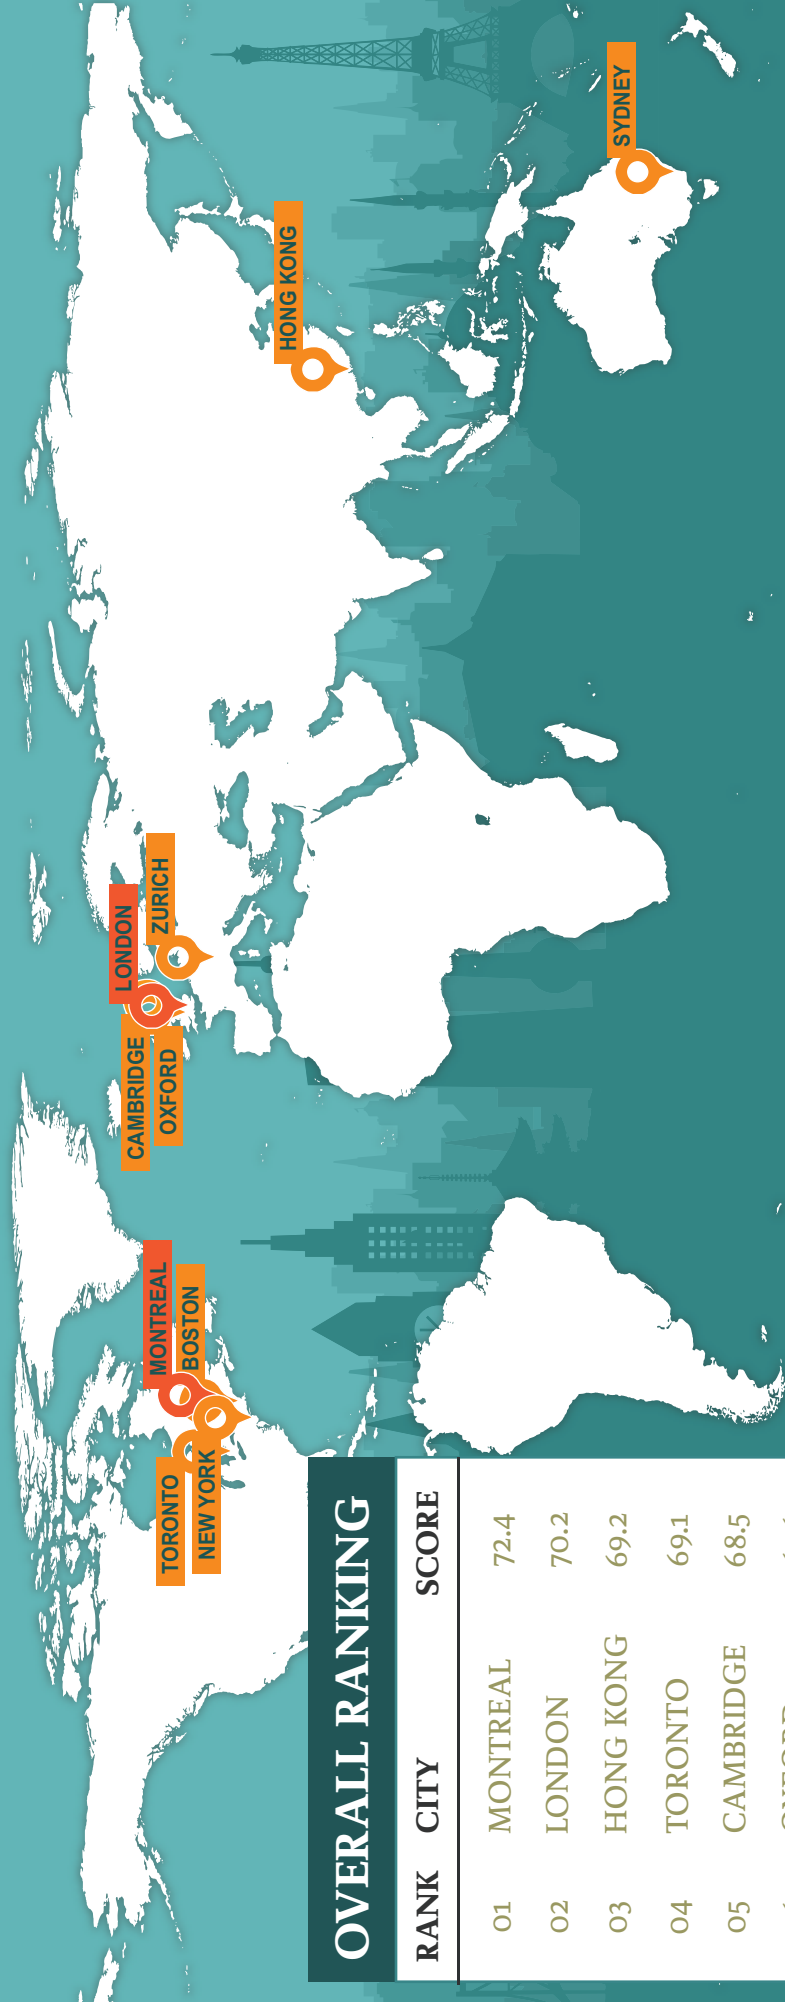 SYDNEY
HONG KONG
ZURICH
LONDON
CAMBRIDGE
OXFORD
MONTREAL
BOSTON
TORONTO
NEW YORK
OVERALL RANKING
RANK CITY SCORE
01 MONTREAL 72.4
02 LONDON 70.2
03 HONG KONG 69.2
04 TORONTO 69.1
05 CAMBRIDGE 68.5